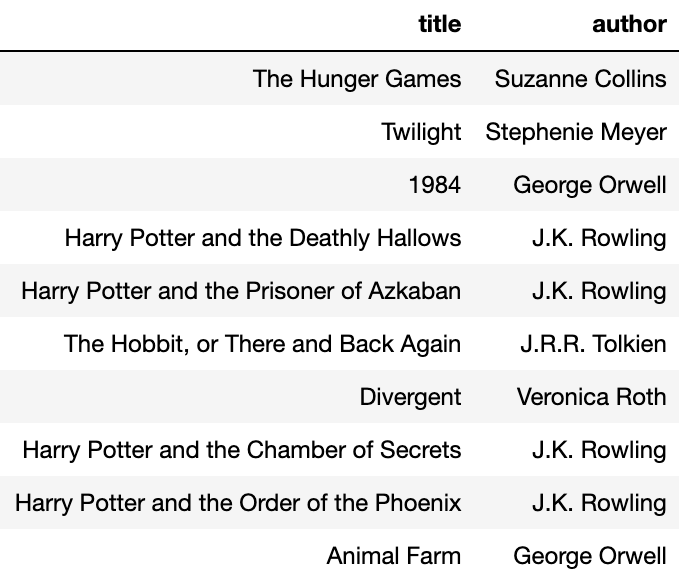 title author
The Hunger Games Suzanne Collins
Twilight Stephenie Meyer
1984 George Orwell
Harry Potter and the Deathly Hallows J.K. Rowling
Harry Potter and the Prisoner of Azkaban J.K. Rowling
The Hobbit, or There and Back Again J.R.R. Tolkien
Divergent Veronica Roth
Harry Potter and the Chamber of Secrets J.K. Rowling
Harry Potter and the Order of the Phoenix J.K. Rowling
Animal Farm George Orwell